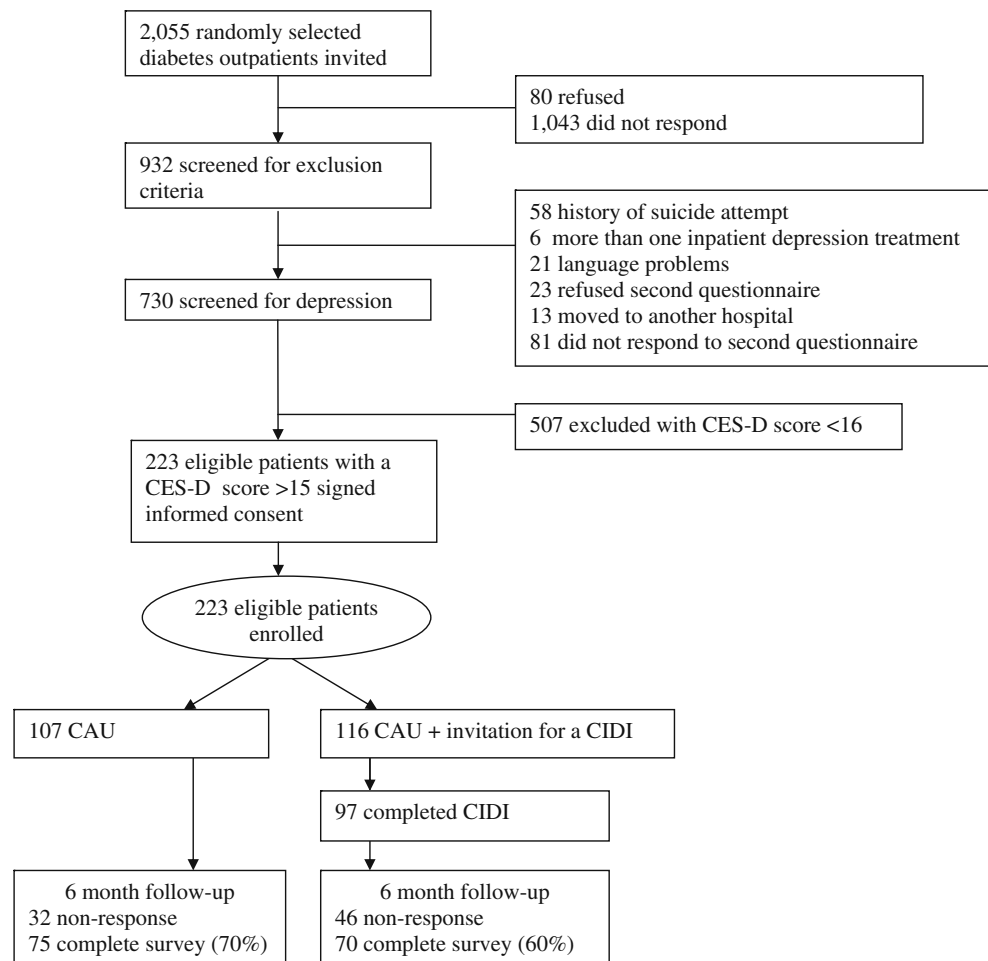 2,055 randomly selected
diabetes outpatients invited
80 refused
1,043 did not respond
932 screened for exclusion
criteria
58 history of suicide attempt
6 more than one inpatient depression treatment
21 language problems
23 refused second questionnaire
13 moved to another hospital
81 did not respond to second questionnaire
730 screened for depression
507 excluded with CES-D score <16
223 eligible patients with a
CES-D score >15 signed
informed consent
223 eligible patients
enrolled
107 CAU
116 CAU + invitation for a CIDI
97 completed CIDI
6 month follow-up
32 non-response
75 complete survey (70%)
6 month follow-up
46 non-response
70 complete survey (60%)